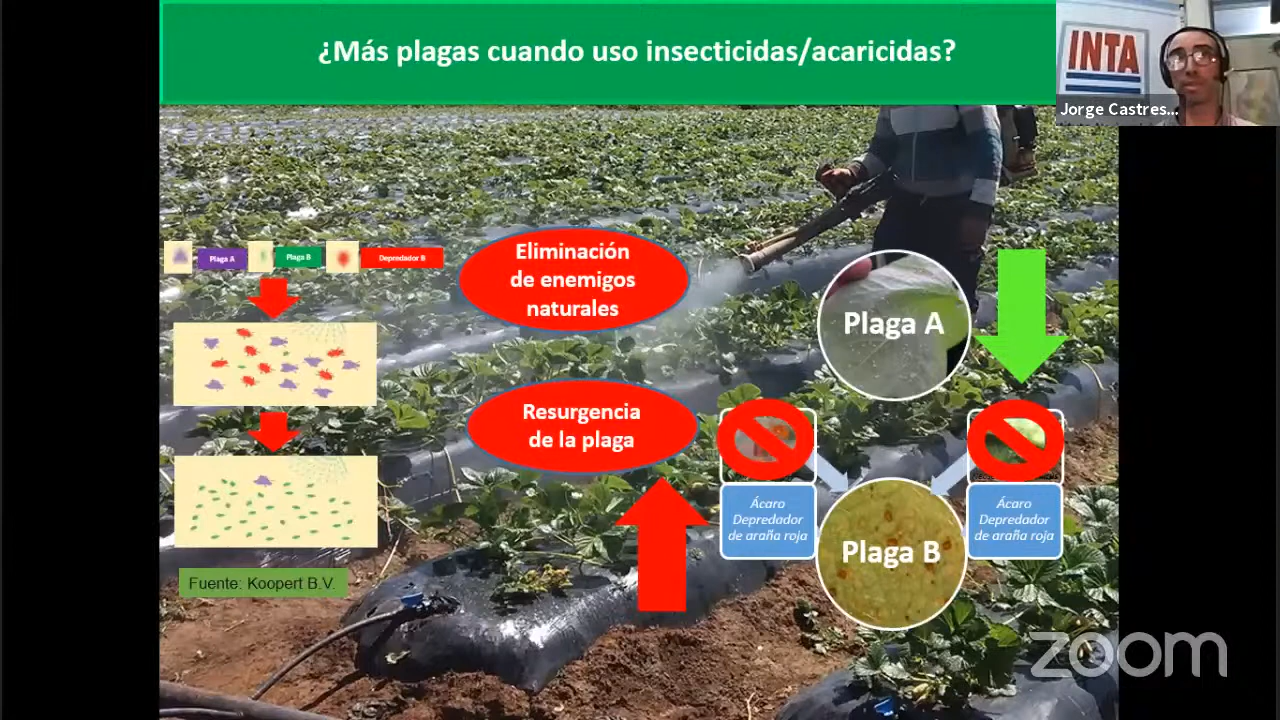 ¿Más plagas cuando uso insecticidas/acaricidas?
INTA
Jorge Castres...
Plaga A
Plaga B
Depredador B
Eliminación
de enemigos
naturales
Plaga A
Resurgencia
de la plaga
Ácaro
Depredador
de araña roja
Plaga B
Ácaro
Depredador
de araña roja
Fuente: Koopert B.V.
zoom